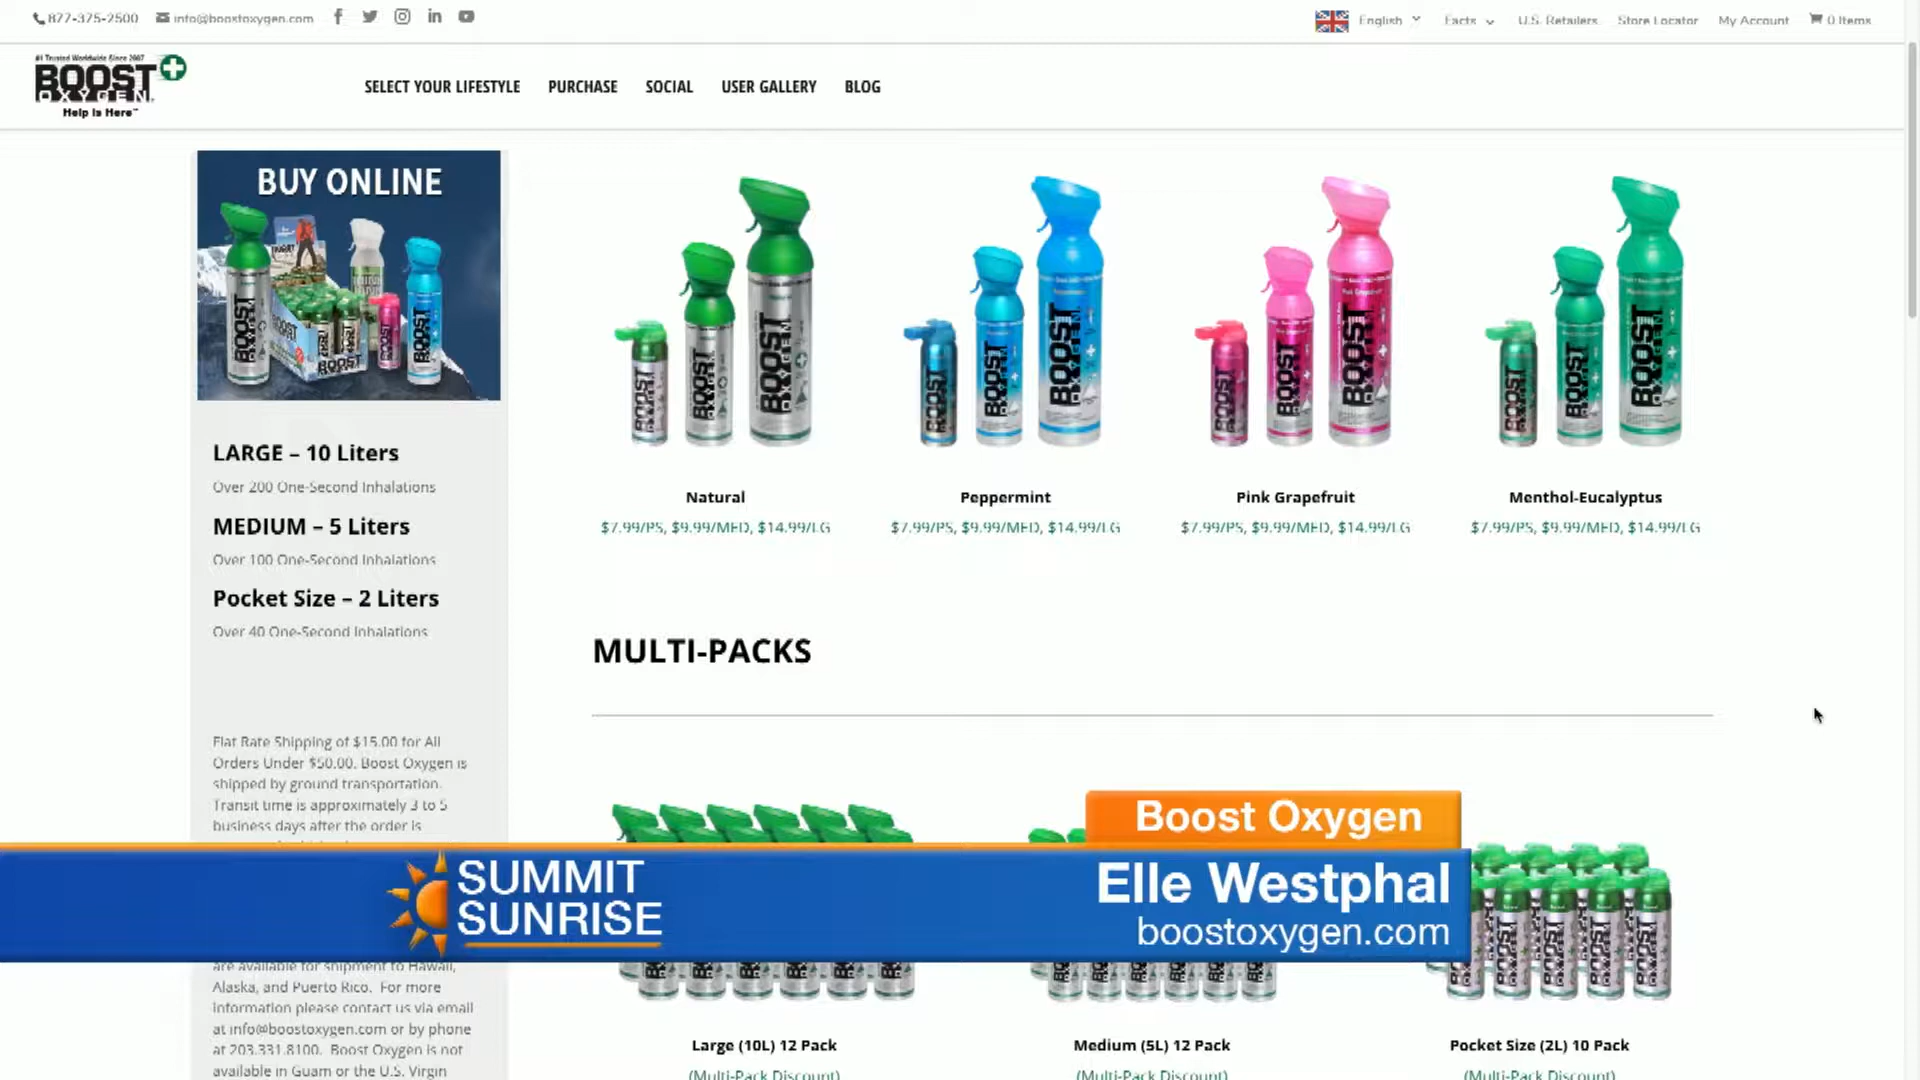 877-375-2500
info@boostoxygen.com
English
Facts
U.S. Retailers
Store Locator
My Account
0 Items
#1 Trusted Worldwide Since 2007
BOOST
OXYGEN
Help Is Here™
SELECT YOUR LIFESTYLE
PURCHASE
SOCIAL
USER GALLERY
BLOG
BUY ONLINE
LARGE – 10 Liters
Over 200 One-Second Inhalations
MEDIUM – 5 Liters
Over 100 One-Second Inhalations
Pocket Size – 2 Liters
Over 40 One-Second Inhalations
Flat Rate Shipping of $15.00 for All
Orders Under $50.00. Boost Oxygen is
shipped by ground transportation.
Transit time is approximately 3 to 5
business days after the order is
are available for shipment to Hawaii,
Alaska, and Puerto Rico. For more
information please contact us via email
at info@boostoxygen.com or by phone
at 203.331.8100. Boost Oxygen is not
available in Guam or the U.S. Virgin
Natural
$7.99/PS, $9.99/MED, $14.99/LG
Peppermint
$7.99/PS, $9.99/MED, $14.99/LG
Pink Grapefruit
$7.99/PS, $9.99/MED, $14.99/LG
Menthol-Eucalyptus
$7.99/PS, $9.99/MED, $14.99/LG
MULTI-PACKS
Large (10L) 12 Pack
(Multi-Pack Discount)
Medium (5L) 12 Pack
(Multi-Pack Discount)
Pocket Size (2L) 10 Pack
(Multi-Pack Discount)
SUMMIT
SUNRISE
Boost Oxygen
Elle Westphal
boostoxygen.com